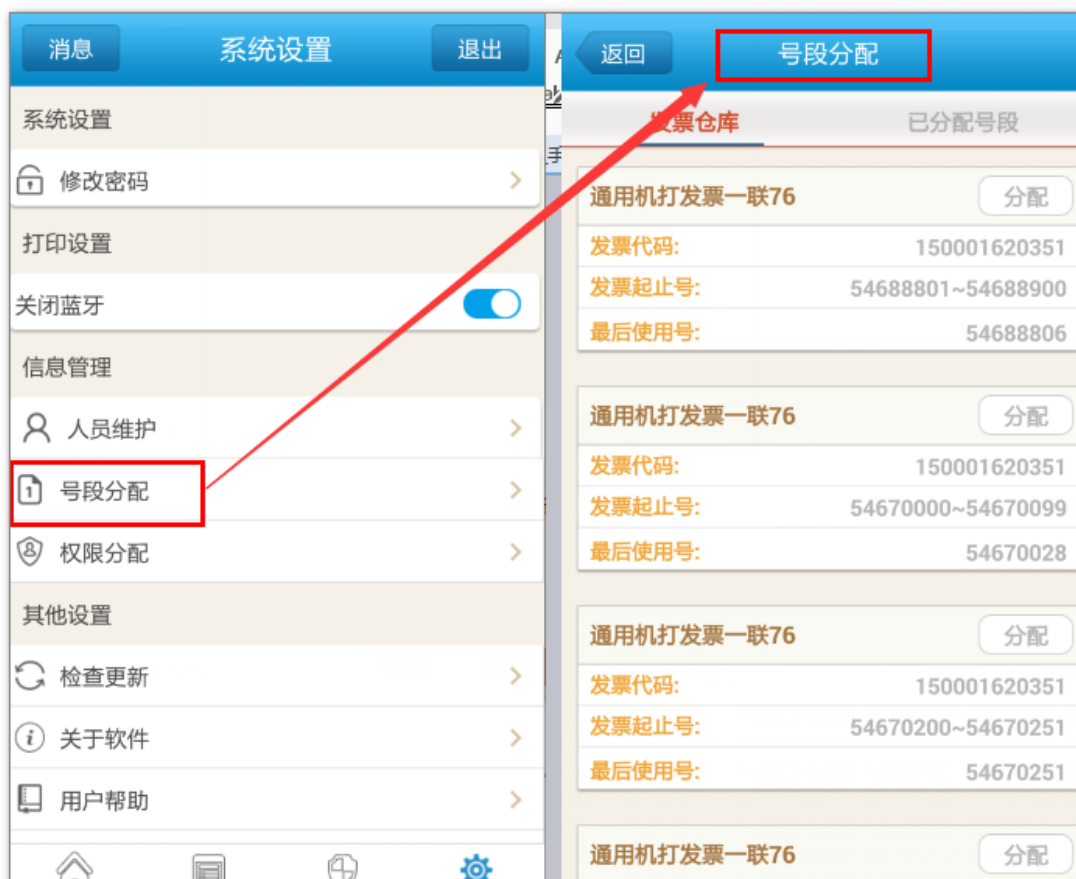 消息
系统设置
退出
系统设置
修改密码
打印设置
关闭蓝牙
信息管理
人员维护
号段分配
权限分配
其他设置
检查更新
关于软件
用户帮助
返回
号段分配
发票仓库
已分配号段
通用机打发票一联76
分配
发票代码:
150001620351
发票起止号:
54688801~54688900
最后使用号:
54688806
通用机打发票一联76
分配
发票代码:
150001620351
发票起止号:
54670000~54670099
最后使用号:
54670028
通用机打发票一联76
分配
发票代码:
150001620351
发票起止号:
54670200~54670251
最后使用号:
54670251
通用机打发票一联76
分配